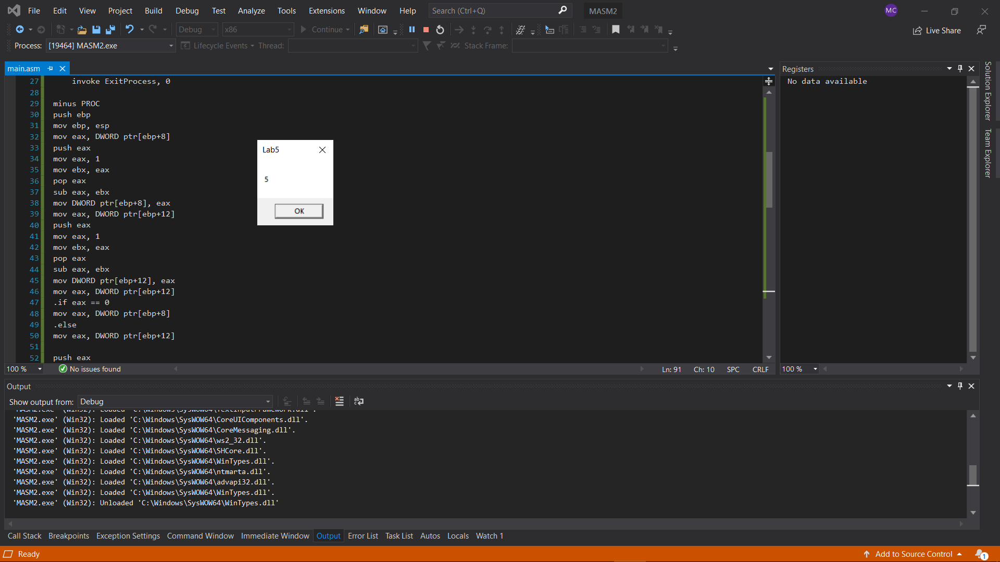 File Edit View Project Build Debug Test Analyze Tools Extensions Window Help Search (Ctrl+Q) MASM2 MC
Debug x86 Continue Live Share
Process: [19464] MASM2.exe Lifecycle Events Thread: Stack Frame:
main.asm
27 invoke ExitProcess, 0
28
29 minus PROC
30 push ebp
31 mov ebp, esp
32 mov eax, DWORD ptr[ebp+8]
33 push eax
34 mov eax, 1
35 mov ebx, eax
36 pop eax
37 sub eax, ebx
38 mov DWORD ptr[ebp+8], eax
39 mov eax, DWORD ptr[ebp+12]
40 push eax
41 mov eax, 1
42 mov ebx, eax
43 pop eax
44 sub eax, ebx
45 mov DWORD ptr[ebp+12], eax
46 mov eax, DWORD ptr[ebp+12]
47 .if eax == 0
48 mov eax, DWORD ptr[ebp+8]
49 .else
50 mov eax, DWORD ptr[ebp+12]
51
52 push eax
Lab5
5
OK
100 % No issues found Ln: 91 Ch: 10 SPC CRLF
Registers
No data available
100 %
Solution Explorer
Team Explorer
Output
Show output from: Debug
'MASM2.exe' (Win32): Loaded 'C:\Windows\SysWOW64\TextInputFramework.dll'.
'MASM2.exe' (Win32): Loaded 'C:\Windows\SysWOW64\CoreUIComponents.dll'.
'MASM2.exe' (Win32): Loaded 'C:\Windows\SysWOW64\CoreMessaging.dll'.
'MASM2.exe' (Win32): Loaded 'C:\Windows\SysWOW64\ws2_32.dll'.
'MASM2.exe' (Win32): Loaded 'C:\Windows\SysWOW64\SHCore.dll'.
'MASM2.exe' (Win32): Loaded 'C:\Windows\SysWOW64\WinTypes.dll'.
'MASM2.exe' (Win32): Loaded 'C:\Windows\SysWOW64\ntmarta.dll'.
'MASM2.exe' (Win32): Loaded 'C:\Windows\SysWOW64\advapi32.dll'.
'MASM2.exe' (Win32): Loaded 'C:\Windows\SysWOW64\WinTypes.dll'.
'MASM2.exe' (Win32): Unloaded 'C:\Windows\SysWOW64\WinTypes.dll'
Call Stack Breakpoints Exception Settings Command Window Immediate Window Output Error List Task List Autos Locals Watch 1
Ready Add to Source Control 1